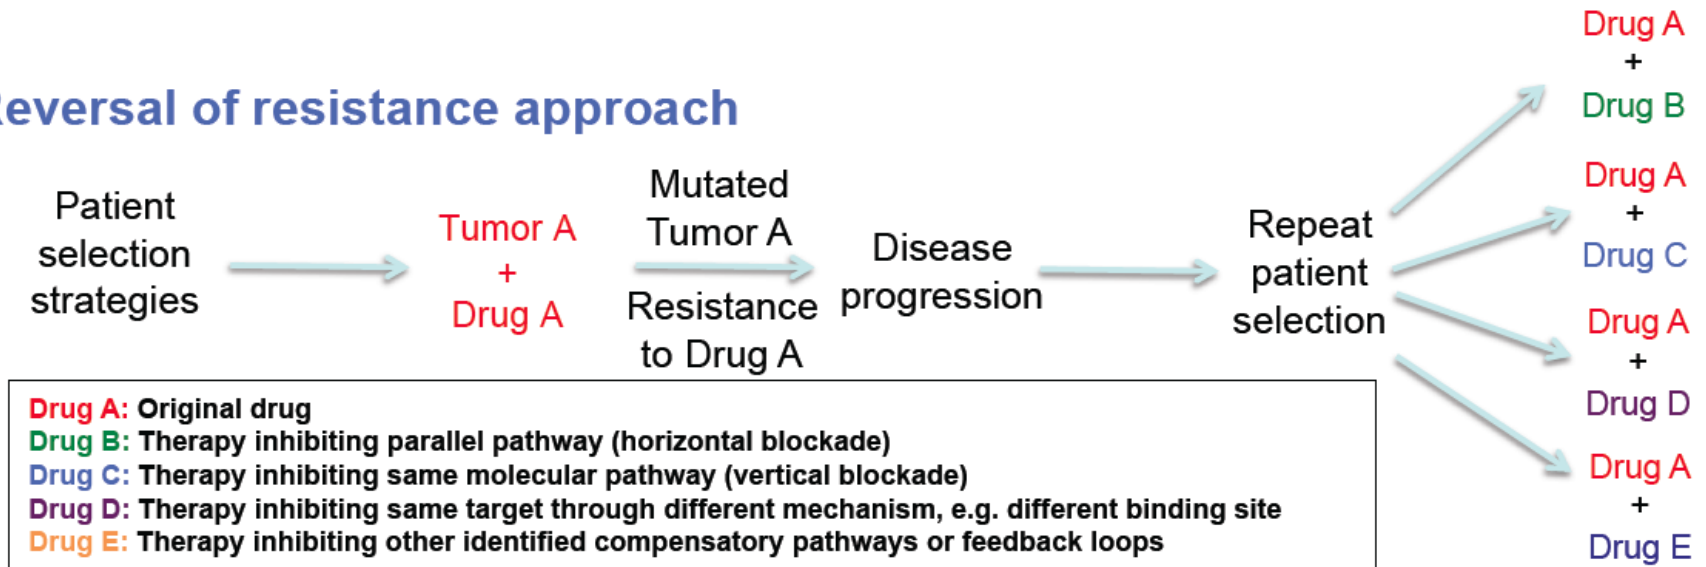 Reversal of resistance approach
Patient
selection
strategies
Tumor A
+
Drug A
Mutated
Tumor A
Resistance
to Drug A
Disease
progression
Repeat
patient
selection
Drug A
+
Drug B
Drug A
+
Drug C
Drug A
+
Drug D
Drug A
+
Drug E
Drug A: Original drug
Drug B: Therapy inhibiting parallel pathway (horizontal blockade)
Drug C: Therapy inhibiting same molecular pathway (vertical blockade)
Drug D: Therapy inhibiting same target through different mechanism, e.g. different binding site
Drug E: Therapy inhibiting other identified compensatory pathways or feedback loops